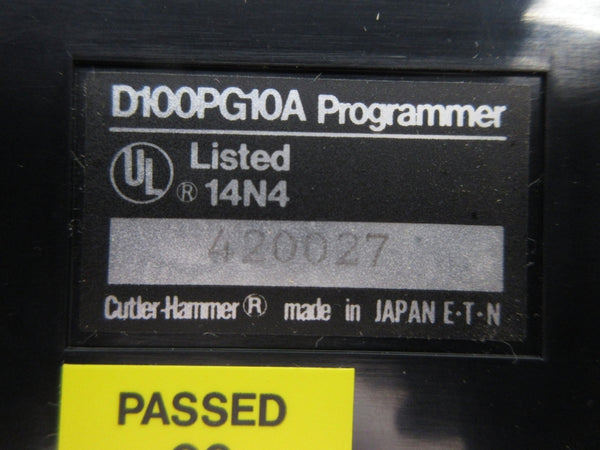 D100PG10A Programmer
UL ® Listed
14N4
420027
Cutler-Hammer® made in JAPAN E·T·N
PASSED